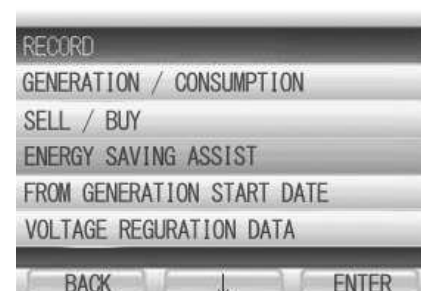 RECORD
GENERATION / CONSUMPTION
SELL / BUY
ENERGY SAVING ASSIST
FROM GENERATION START DATE
VOLTAGE REGURATION DATA
BACK ↓ ENTER